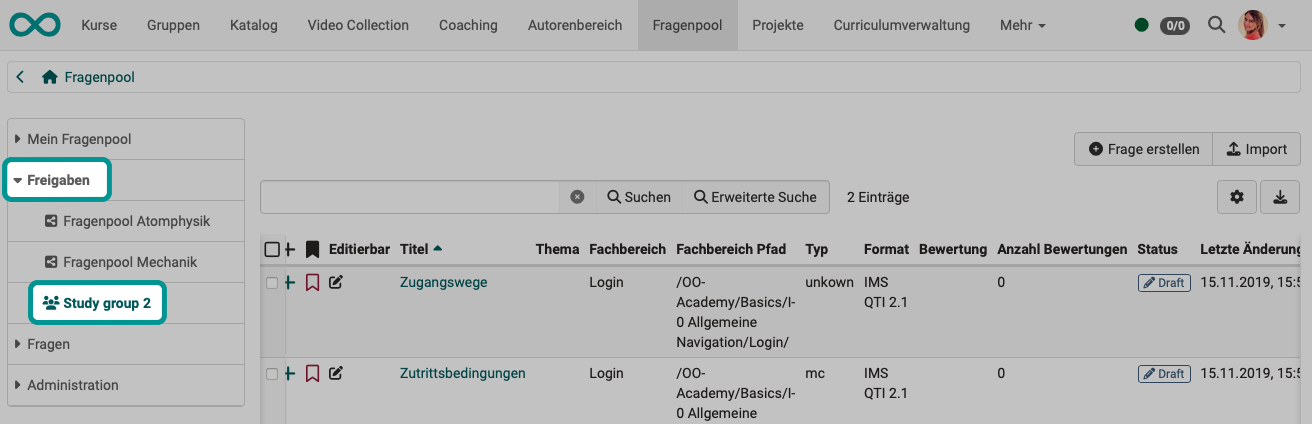 Kurse Gruppen Katalog Video Collection Coaching Autorenbereich Fragenpool Projekte Curriculumverwaltung Mehr 0/0
Fragenpool
Mein Fragenpool
Freigaben
Fragenpool Atomphysik
Fragenpool Mechanik
Study group 2
Fragen
Administration
Frage erstellen Import
Suchen Erweiterte Suche 2 Einträge
Editierbar Titel Thema Fachbereich Fachbereich Pfad Typ Format Bewertung Anzahl Bewertungen Status Letzte Änderung
Zugangswege Login /OO- unkown IMS 0 Draft 15.11.2019, 15:5
Academy/Basics/I- QTI 2.1
0 Allgemeine
Navigation/Login/
Zutrittsbedingungen Login /OO- mc IMS 0 Draft 15.11.2019, 15:5
Academy/Basics/I- QTI 2.1
0 Allgemeine